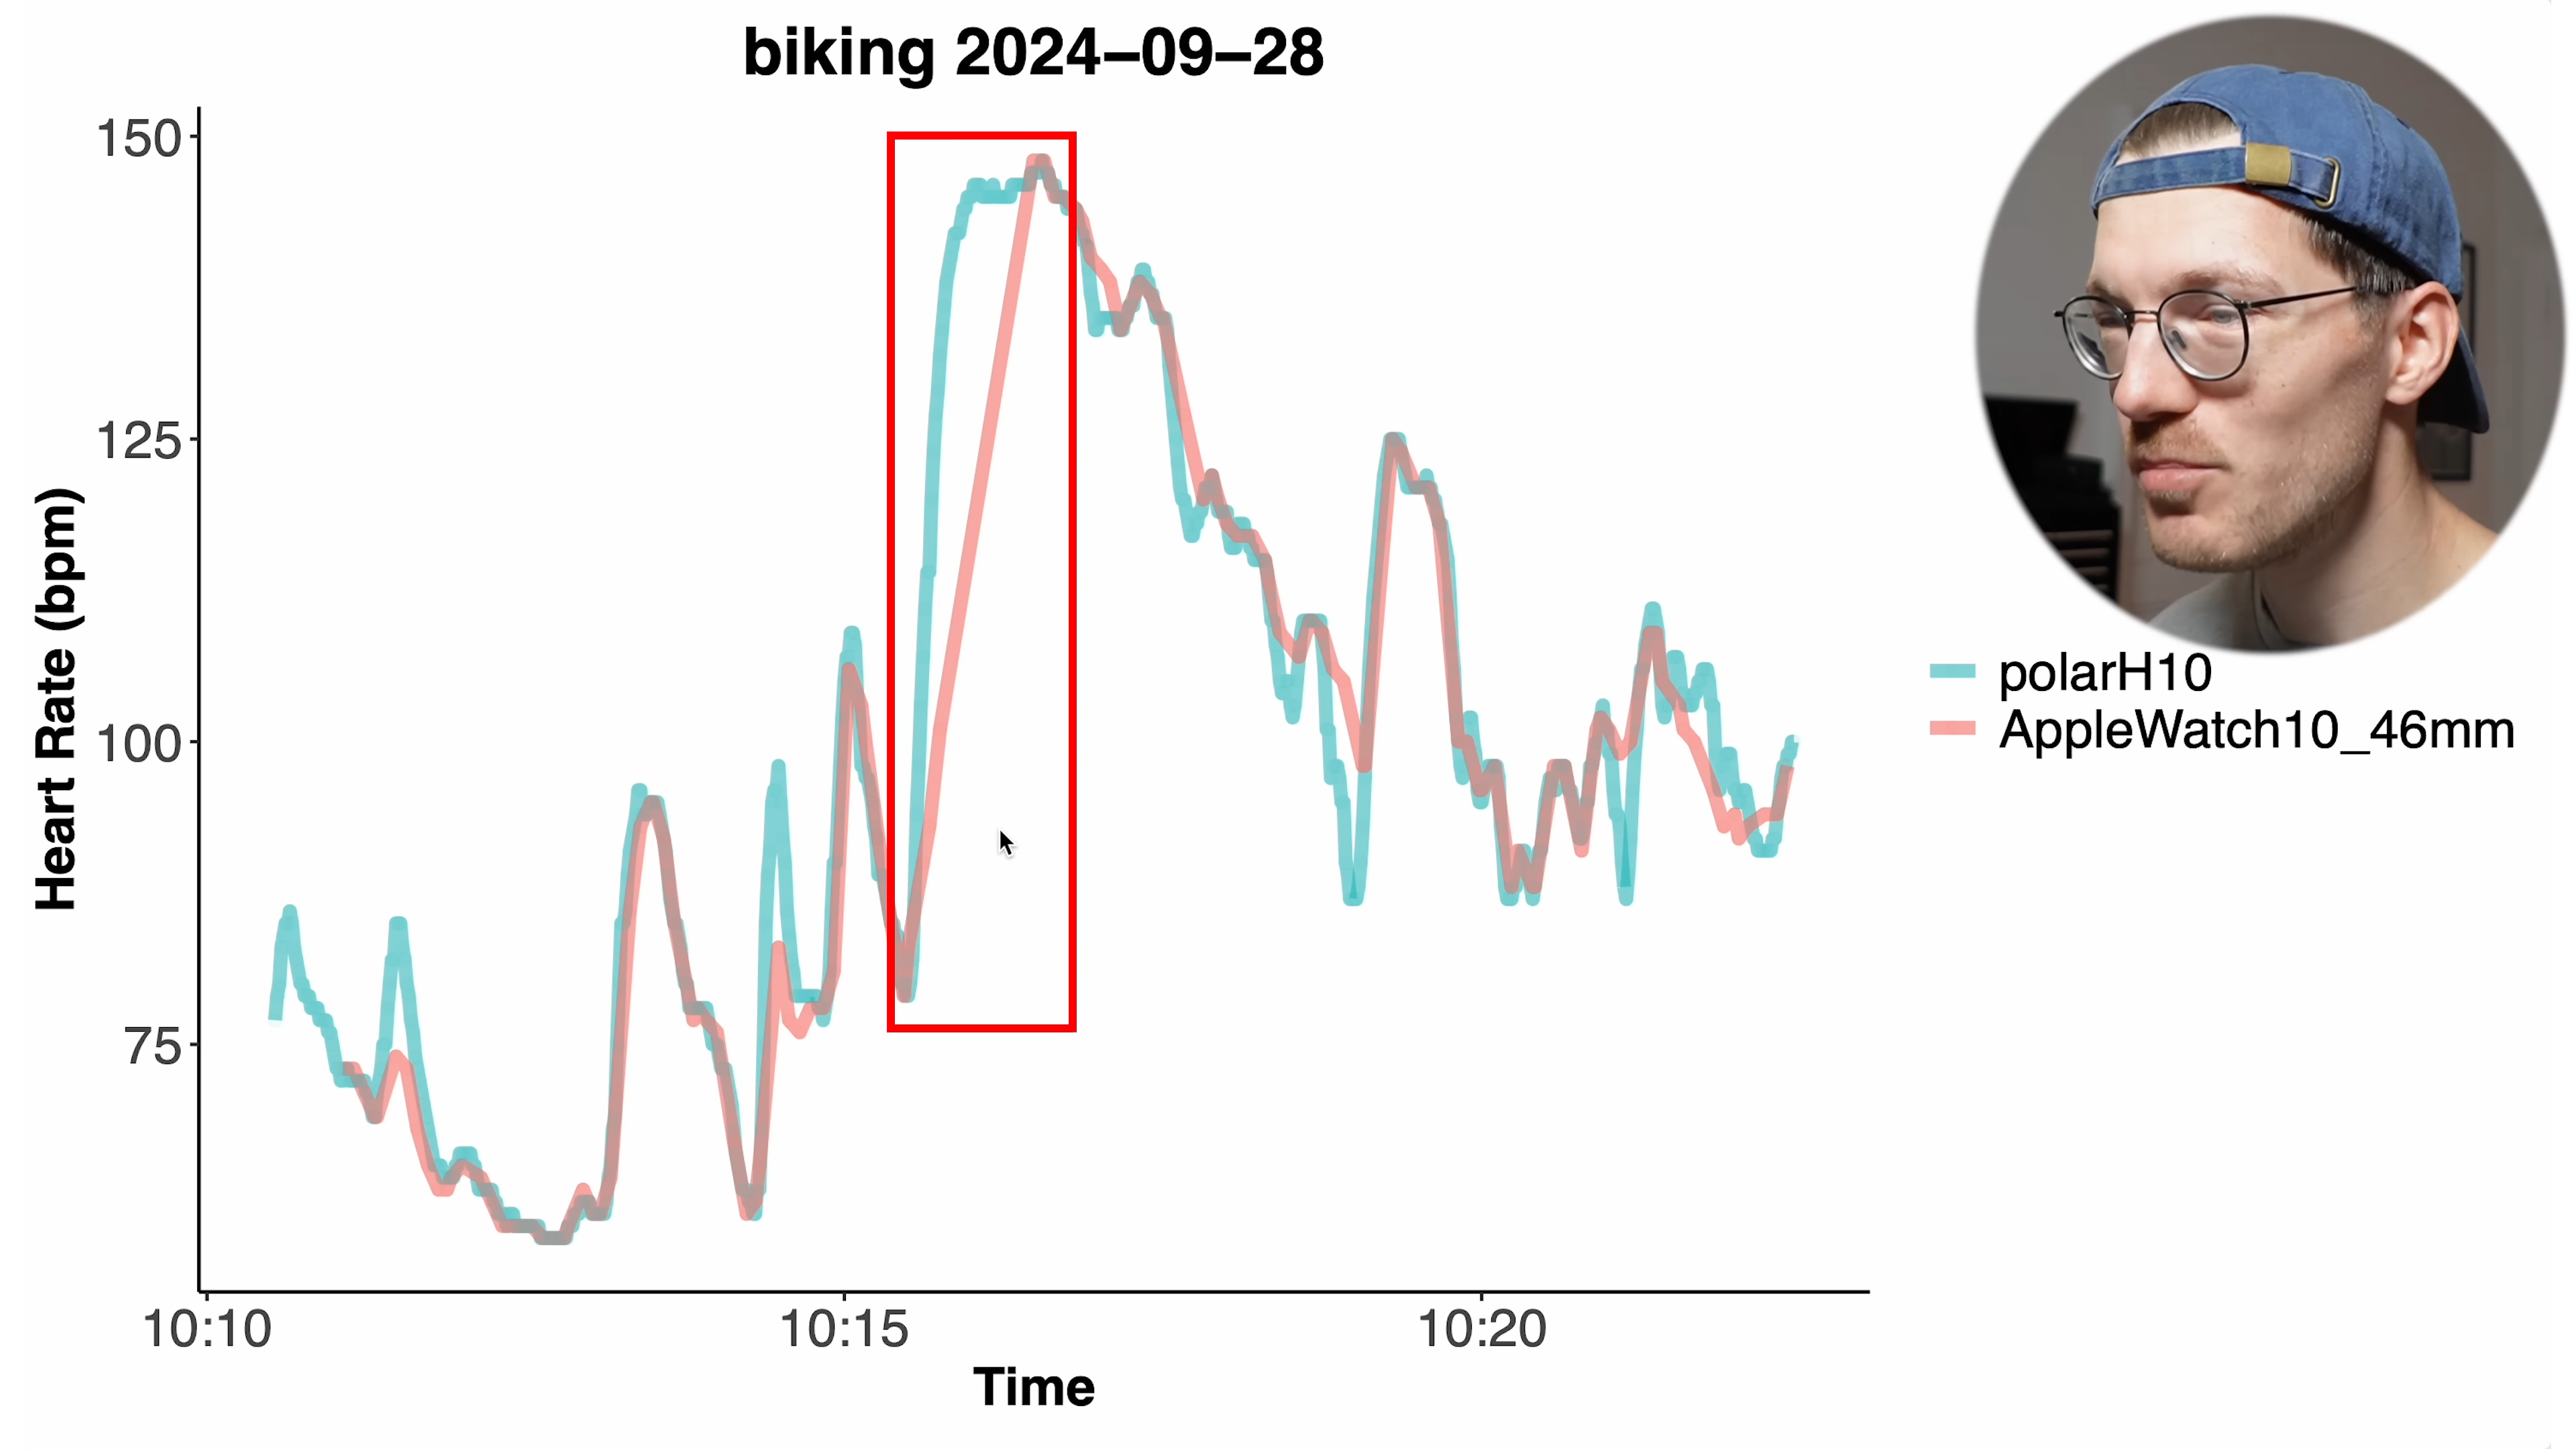 biking 2024–09–28
150
125
100
75
Heart Rate (bpm)
polarH10
AppleWatch10_46mm
10:10
10:15
10:20
Time